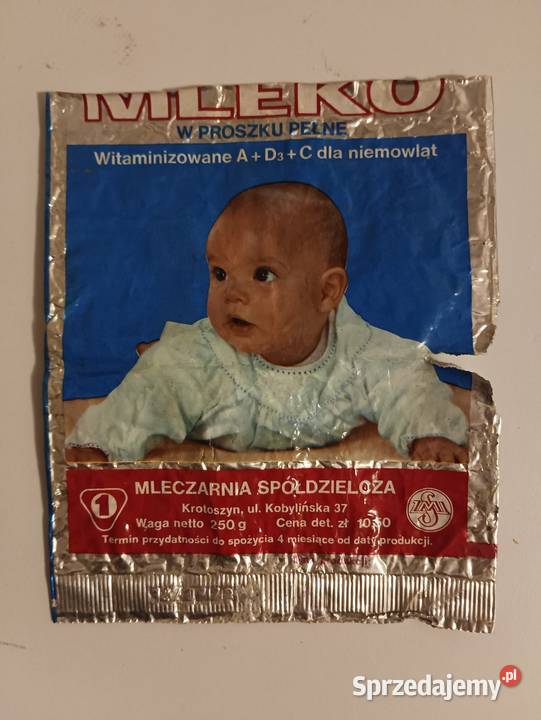 MLEKO
W PROSZKU PEŁNE
Witaminizowane A + D3 + C dla niemowląt
1
MLECZARNIA SPÓŁDZIELCZA
Krotoszyn, ul. Kobylińska 37
Waga netto 250 g Cena det. zł 10,50
Termin przydatności do spożycia 4 miesiące od daty produkcji.
Sprzedajemy.pl